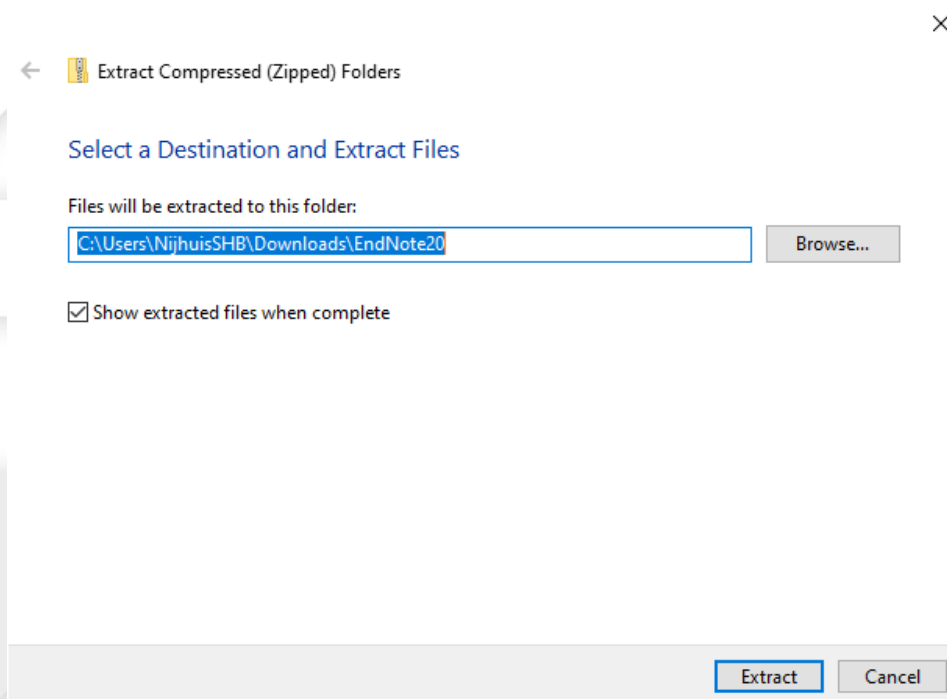 Extract Compressed (Zipped) Folders
Select a Destination and Extract Files
Files will be extracted to this folder:
C:\Users\NijhuisSHB\Downloads\EndNote20
Browse...
Show extracted files when complete
Extract
Cancel